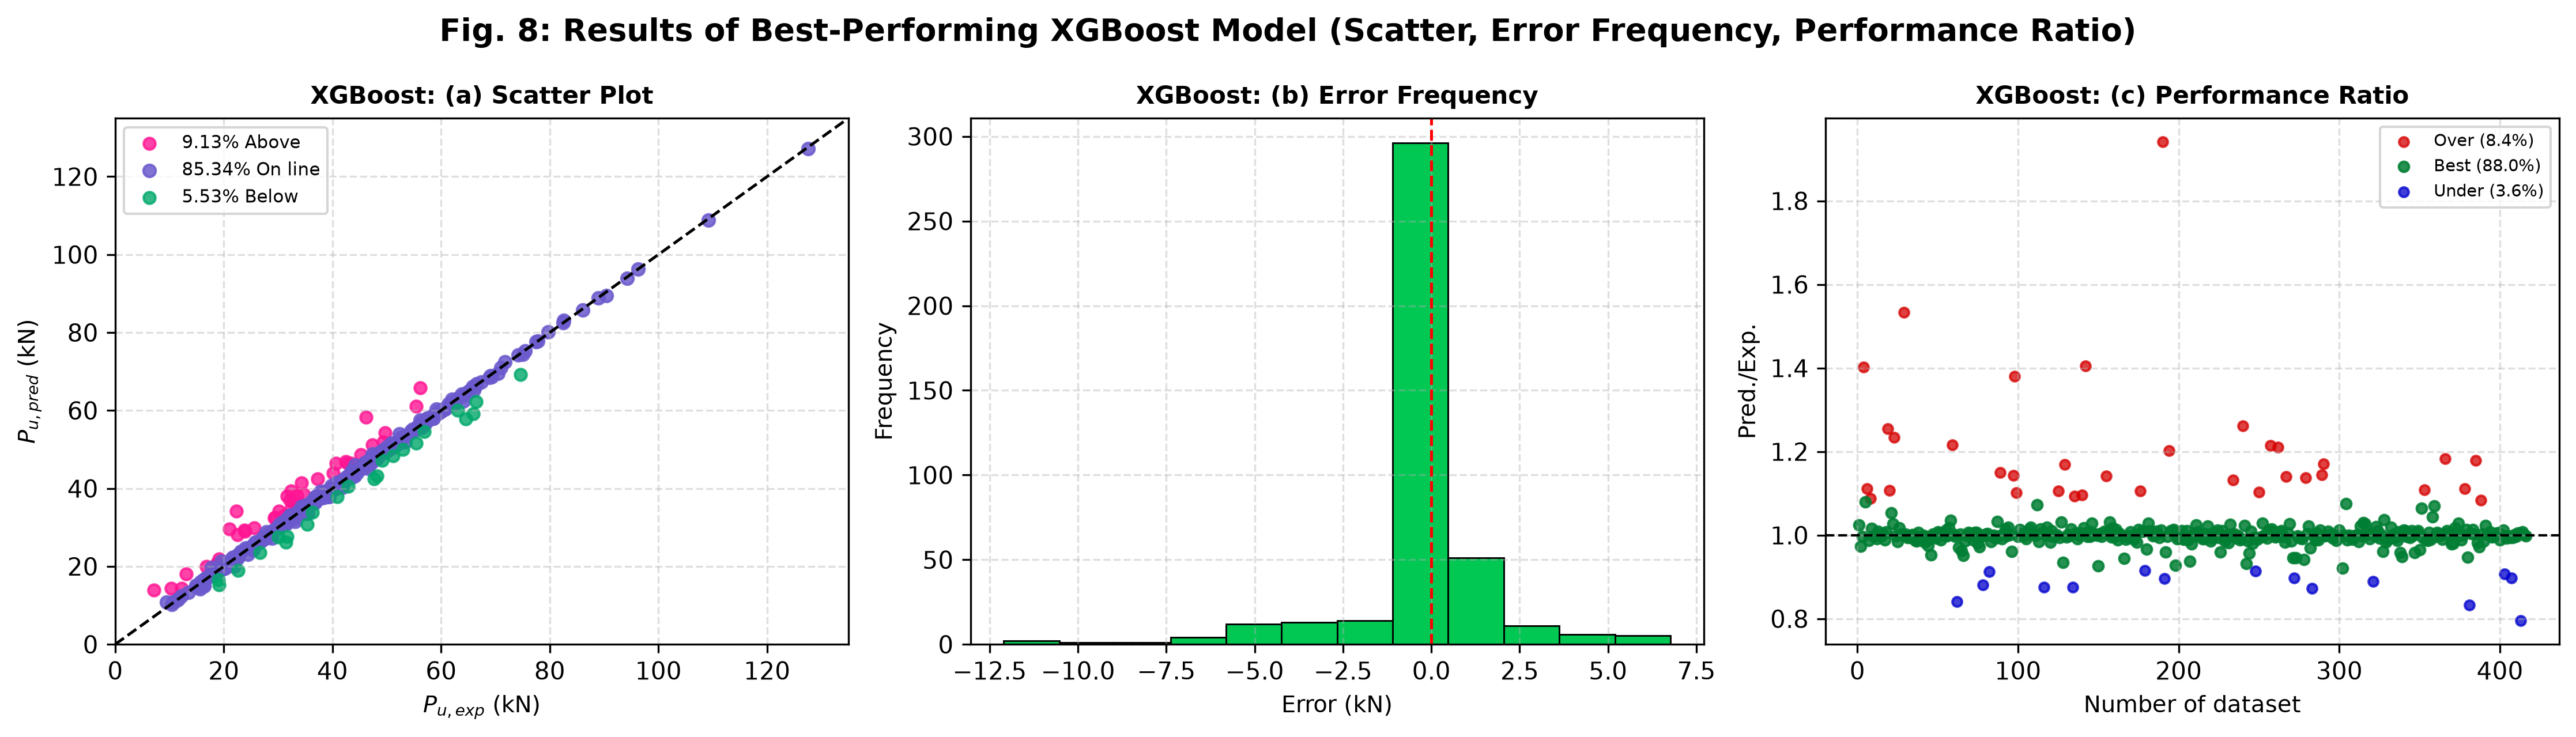 Fig. 8: Results of Best-Performing XGBoost Model (Scatter, Error Frequency, Performance Ratio)
XGBoost: (a) Scatter Plot
9.13% Above
85.34% On line
5.53% Below
120
100
80
60
40
20
0
P_{u,pred} (kN)
0 20 40 60 80 100 120
P_{u,exp} (kN)
XGBoost: (b) Error Frequency
300
250
200
150
100
50
0
Frequency
−12.5 −10.0 −7.5 −5.0 −2.5 0.0 2.5 5.0 7.5
Error (kN)
XGBoost: (c) Performance Ratio
Over (8.4%)
Best (88.0%)
Under (3.6%)
1.8
1.6
1.4
1.2
1.0
0.8
Pred./Exp.
0 100 200 300 400
Number of dataset